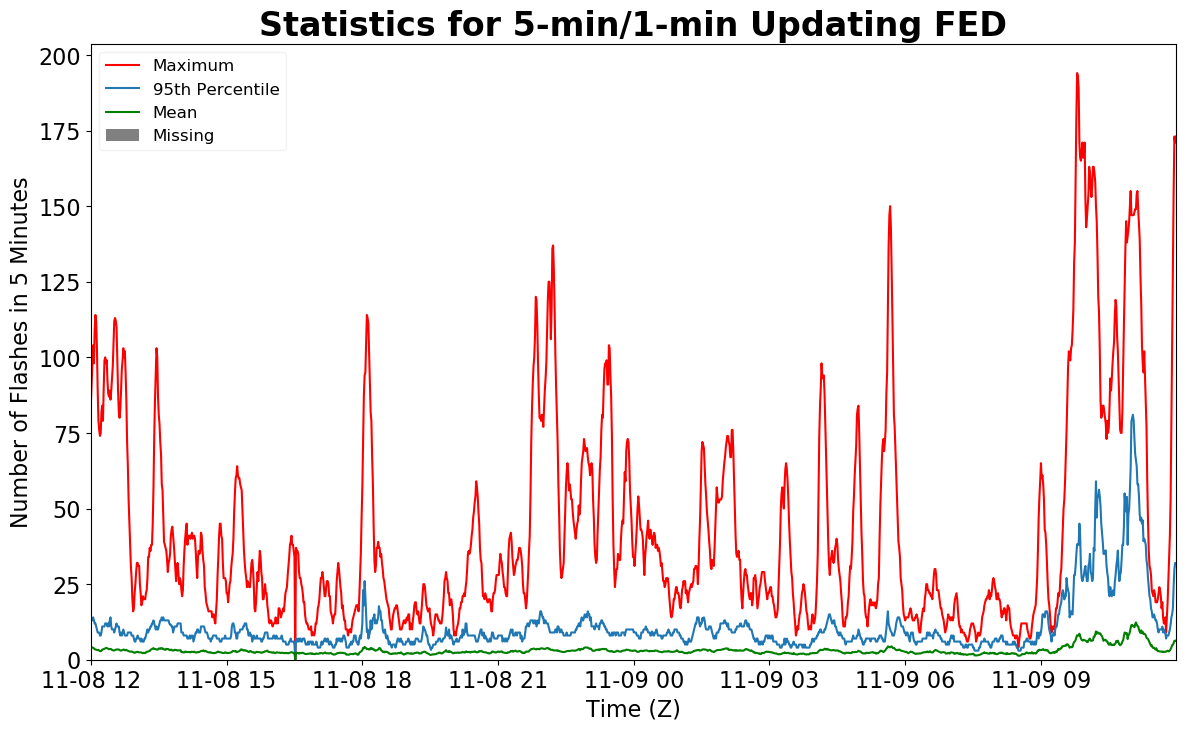 Statistics for 5-min/1-min Updating FED
Number of Flashes in 5 Minutes
200
175
150
125
100
75
50
25
0
Maximum
95th Percentile
Mean
Missing
11-08 12
11-08 15
11-08 18
11-08 21
11-09 00
11-09 03
11-09 06
11-09 09
Time (Z)